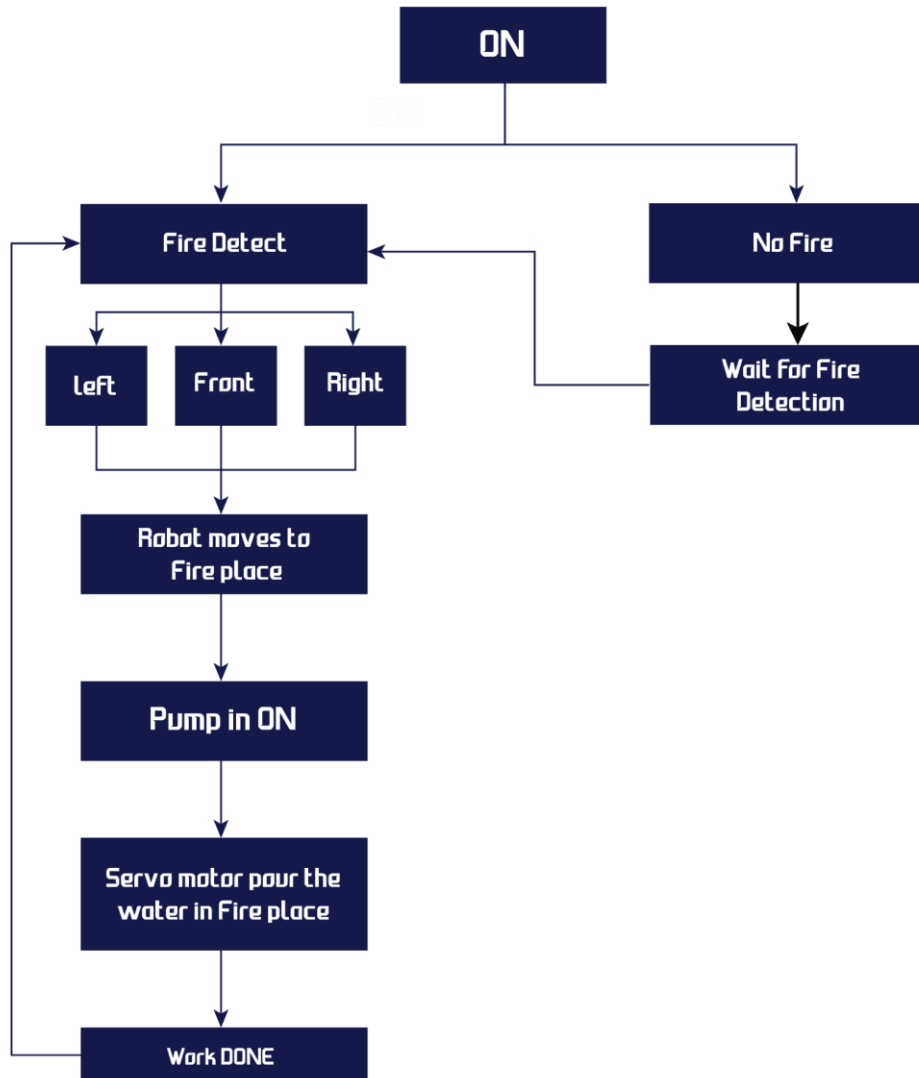 ON
Fire Detect
No Fire
left
Front
Right
Wait for Fire
Detection
Robot moves to
Fire place
Pump in ON
Servo motor pour the
water in Fire place
Work DONE